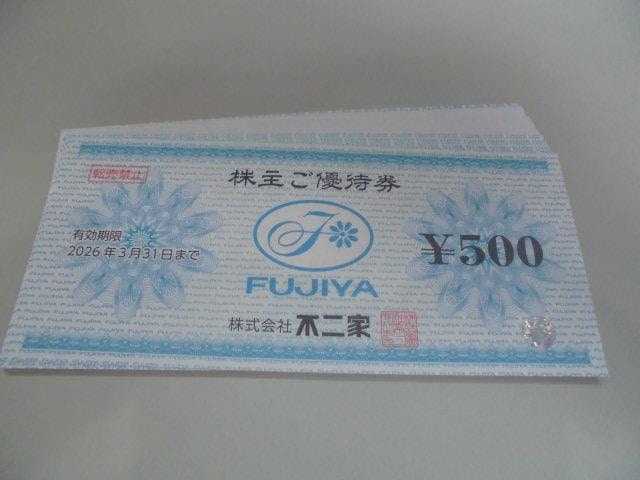 転売禁止
株主ご優待券
有効期限
2026年3月31日まで
F
¥500
FUJIYA
株式会社 不二家